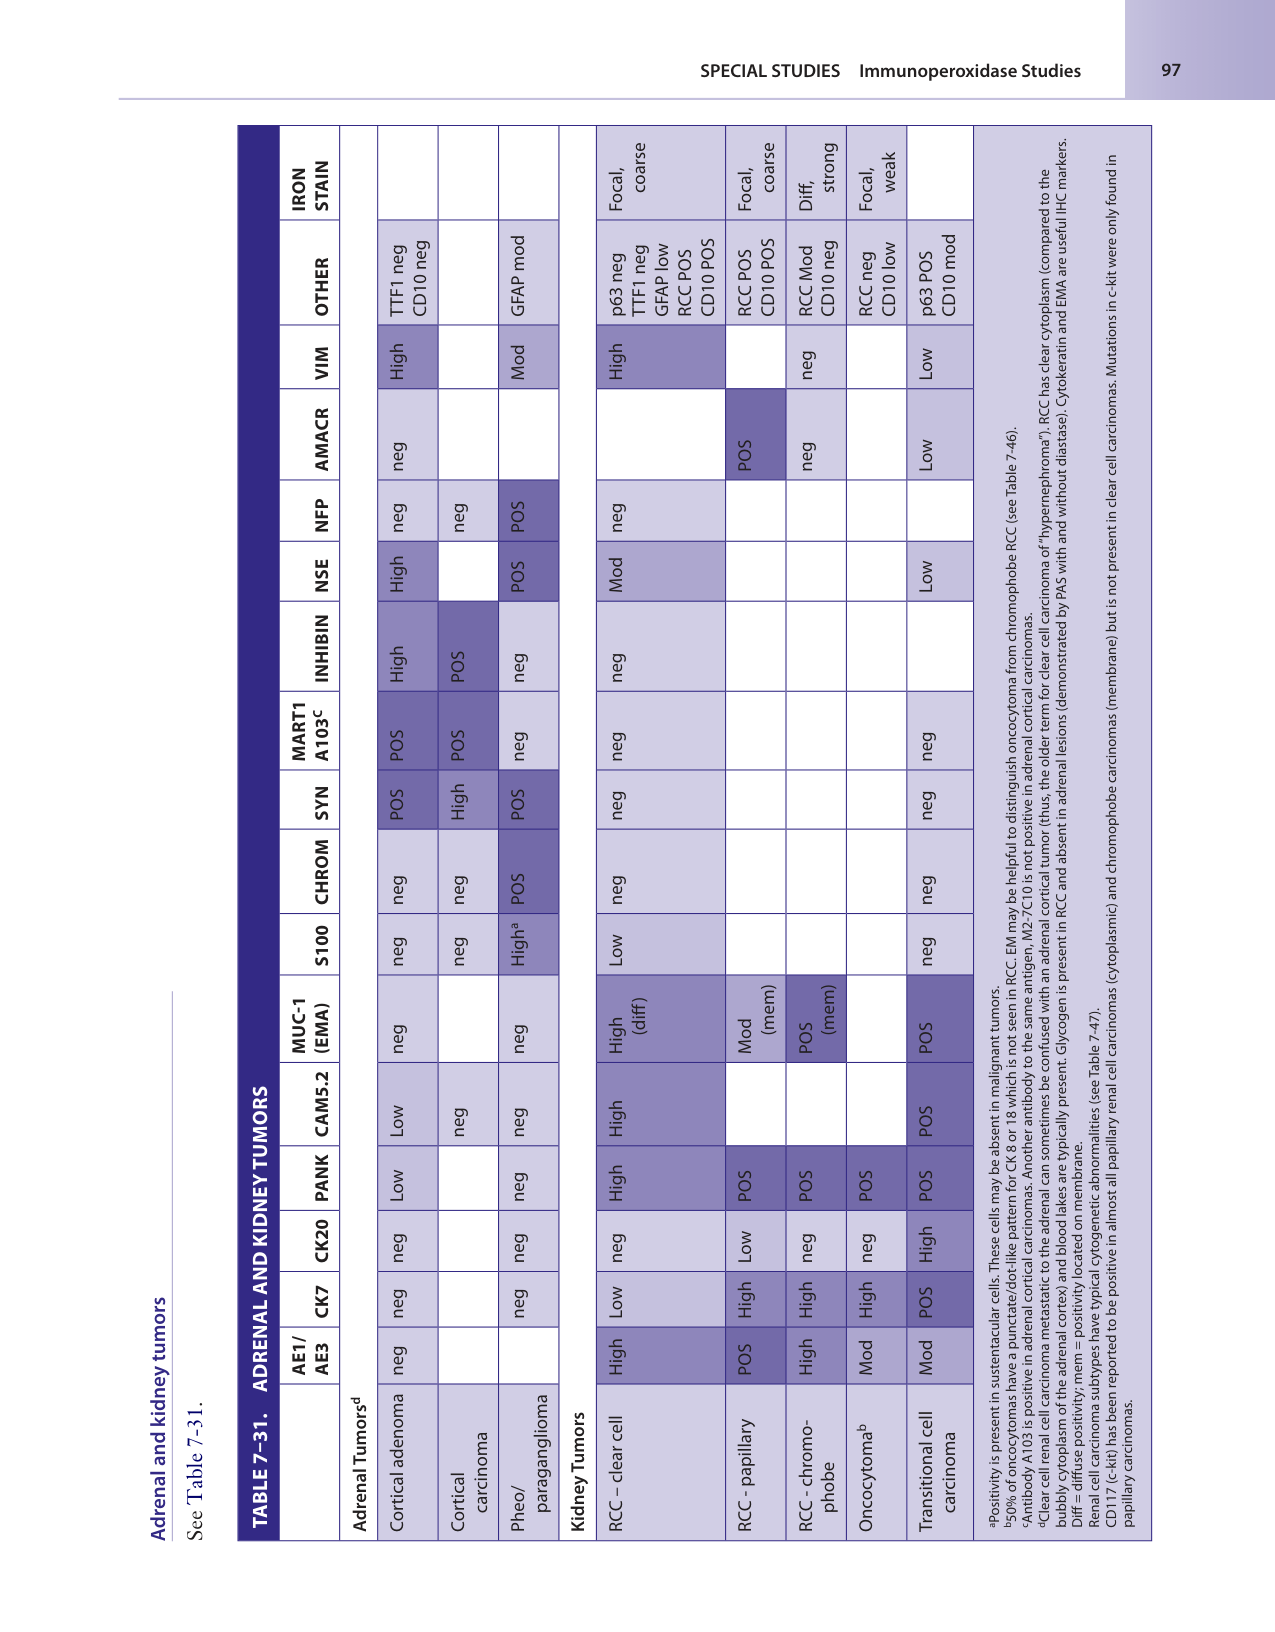 SPECIAL STUDIES Immunoperoxidase Studies 97
Adrenal and kidney tumors
See Table 7-31.
TABLE 7–31. ADRENAL AND KIDNEY TUMORS
AE1/AE3 CK7 CK20 PANK CAM5.2 MUC-1 (EMA) S100 CHROM SYN MART1 A103ᶜ INHIBIN NSE NFP AMACR VIM OTHER IRON STAIN
Adrenal Tumorsᵈ
Cortical adenoma neg neg neg Low Low neg neg neg POS POS High High neg neg High TTF1 neg CD10 neg
Cortical carcinoma neg neg neg High POS POS neg
Pheo/paraganglioma neg neg neg neg neg Highᵃ POS POS neg neg POS POS Mod GFAP mod
Kidney Tumors
RCC – clear cell High Low neg High High High (diff) Low neg neg neg neg Mod neg High p63 neg TTF1 neg GFAP low RCC POS CD10 POS Focal, coarse
RCC - papillary POS High Low POS Mod (mem) POS RCC POS CD10 POS Focal, coarse
RCC - chromo-phobe High High neg POS POS (mem) neg neg RCC Mod CD10 neg Diff, strong
Oncocytomaᵇ Mod High neg POS RCC neg CD10 low Focal, weak
Transitional cell carcinoma Mod POS High POS POS POS neg neg neg neg Low Low Low p63 POS CD10 mod
ᵃPositivity is present in sustentacular cells. These cells may be absent in malignant tumors.
ᵇ50% of oncocytomas have a punctate/dot-like pattern for CK 8 or 18 which is not seen in RCC. EM may be helpful to distinguish oncocytoma from chromophobe RCC (see Table 7-46).
ᶜAntibody A103 is positive in adrenal cortical carcinomas. Another antibody to the same antigen, M2-7C10 is not positive in adrenal cortical carcinomas.
ᵈClear cell renal cell carcinoma metastatic to the adrenal can sometimes be confused with an adrenal cortical tumor (thus, the older term for clear cell carcinoma of “hypernephroma”). RCC has clear cytoplasm (compared to the
bubbly cytoplasm of the adrenal cortex) and blood lakes are typically present. Glycogen is present in RCC and absent in adrenal lesions (demonstrated by PAS with and without diastase). Cytokeratin and EMA are useful IHC markers.
Diff = diffuse positivity; mem = positivity located on membrane.
Renal cell carcinoma subtypes have typical cytogenetic abnormalities (see Table 7-47).
CD117 (c-kit) has been reported to be positive in almost all papillary renal cell carcinomas (cytoplasmic) and chromophobe carcinomas (membrane) but is not present in clear cell carcinomas. Mutations in c-kit were only found in
papillary carcinomas.